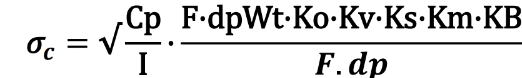 σc = √ Cp / I · F·dpWt·Ko·Kv·Ks·Km·KB / F. dp